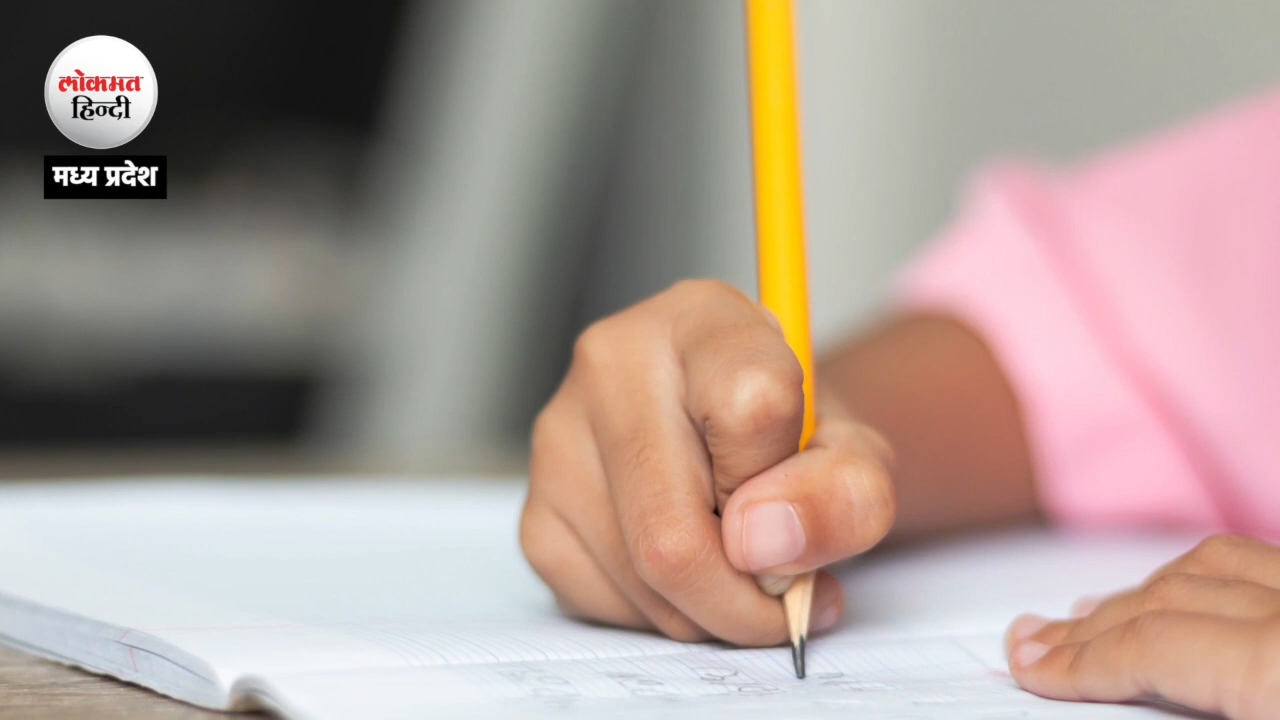 लोकमत
हिन्दी
मध्य प्रदेश